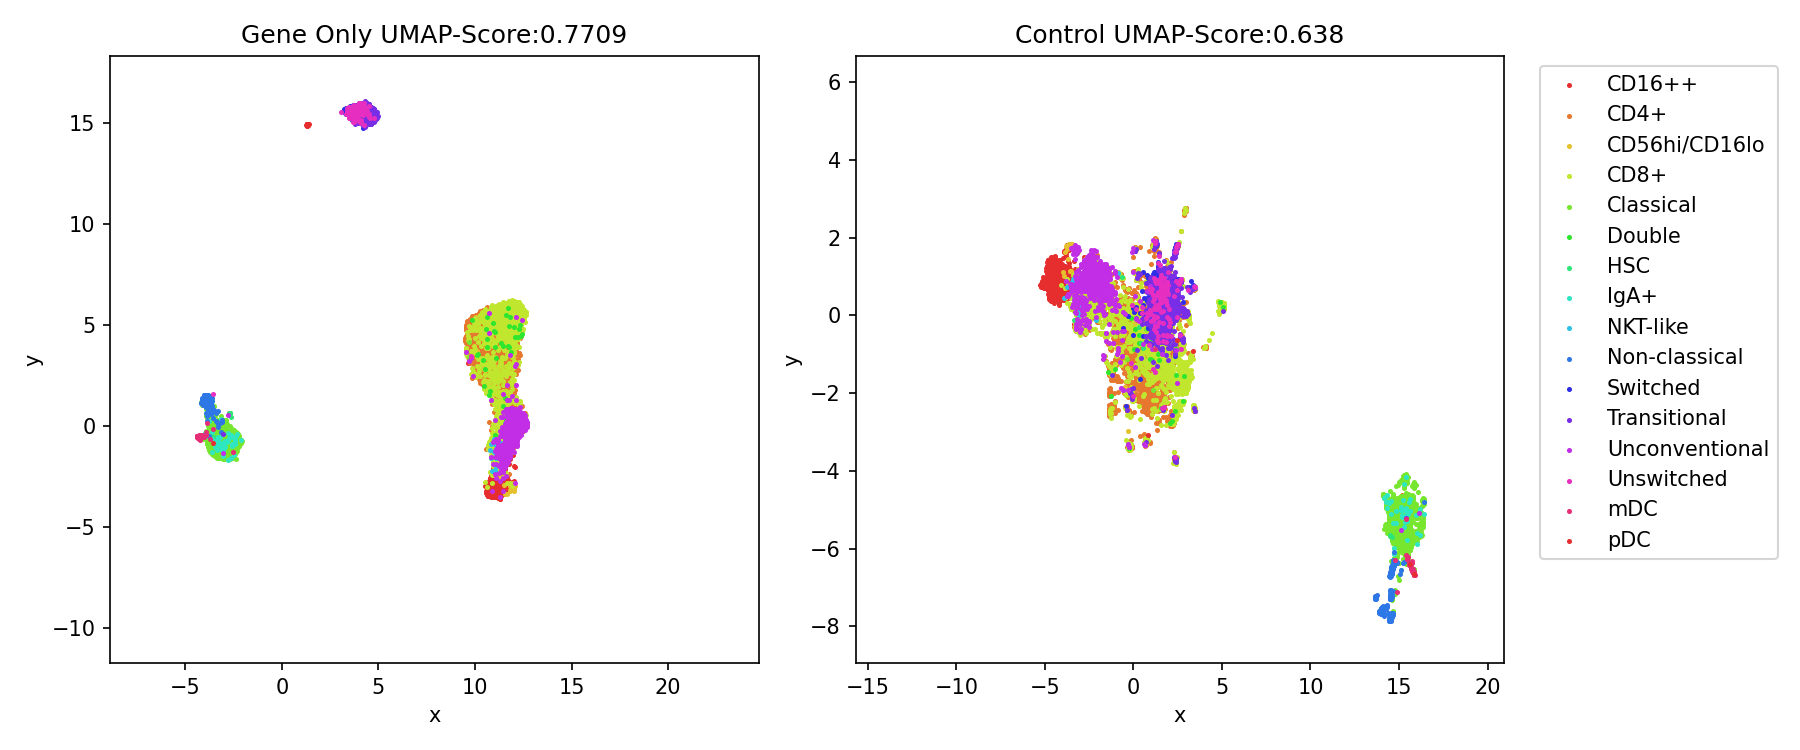 Gene Only UMAP-Score:0.7709
15
10
5
0
−5
−10
y
−5
0
5
10
15
20
x
Control UMAP-Score:0.638
6
4
2
0
−2
−4
−6
−8
y
−15
−10
−5
0
5
10
15
20
x
CD16++
CD4+
CD56hi/CD16lo
CD8+
Classical
Double
HSC
IgA+
NKT-like
Non-classical
Switched
Transitional
Unconventional
Unswitched
mDC
pDC